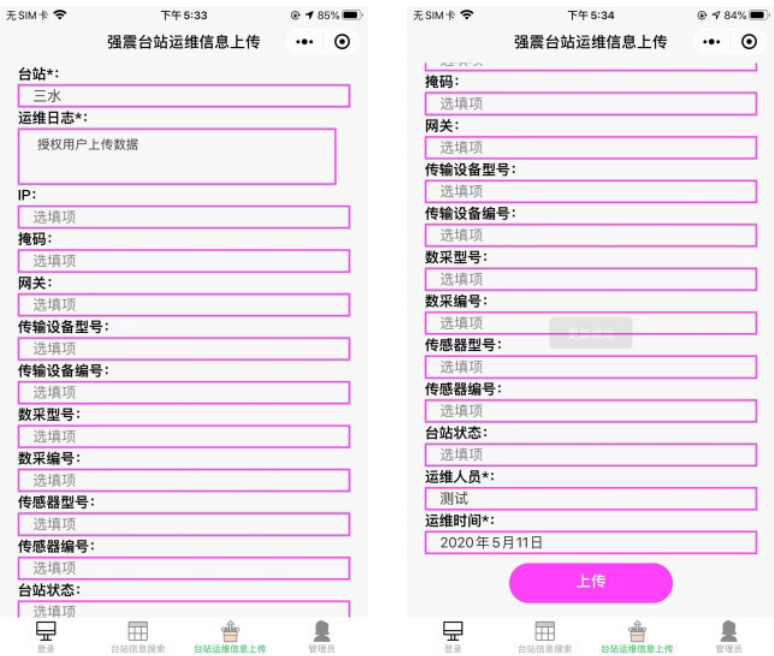 无SIM卡
下午5:33
85%
强震台站运维信息上传
台站*:
三水
运维日志*:
授权用户上传数据
IP:
选填项
掩码:
选填项
网关:
选填项
传输设备型号:
选填项
传输设备编号:
选填项
数采型号:
选填项
数采编号:
选填项
传感器型号:
选填项
传感器编号:
选填项
台站状态:
选填项
登录
台站信息搜索
台站运维信息上传
管理员
无SIM卡
下午5:34
84%
强震台站运维信息上传
选填项
掩码:
选填项
网关:
选填项
传输设备型号:
选填项
传输设备编号:
选填项
数采型号:
选填项
数采编号:
选填项
更新成功
传感器型号:
选填项
传感器编号:
选填项
台站状态:
选填项
运维人员*:
测试
运维时间*:
2020年5月11日
上传
登录
台站信息搜索
台站运维信息上传
管理员